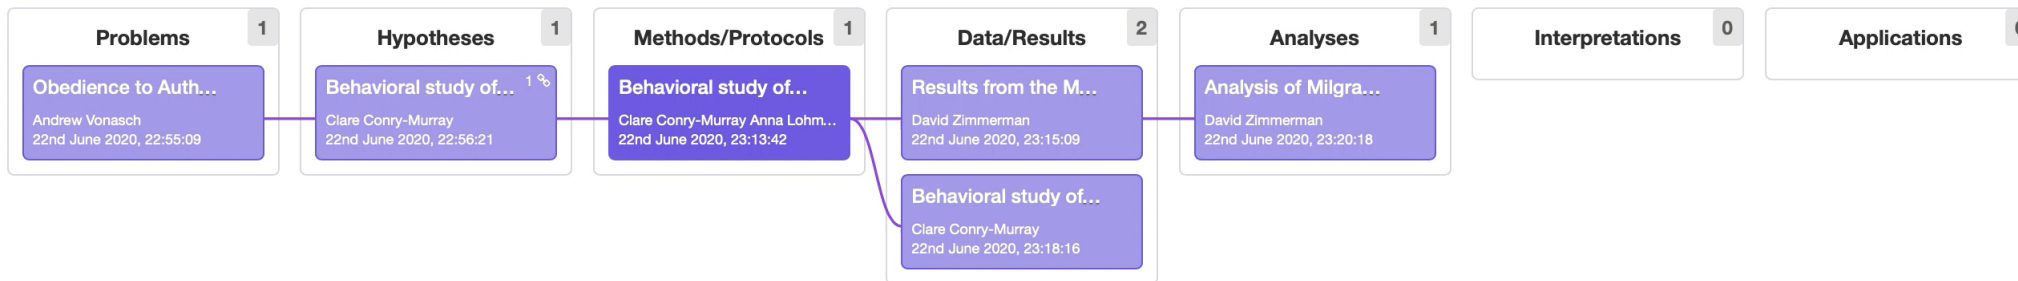 Problems
1
Obedience to Auth...
Andrew Vonasch
22nd June 2020, 22:55:09
Hypotheses
1
Behavioral study of...
1
Clare Conry-Murray
22nd June 2020, 22:56:21
Methods/Protocols
1
Behavioral study of...
Clare Conry-Murray Anna Lohm...
22nd June 2020, 23:13:42
Data/Results
2
Results from the M...
David Zimmerman
22nd June 2020, 23:15:09
Behavioral study of...
Clare Conry-Murray
22nd June 2020, 23:18:16
Analyses
1
Analysis of Milgra...
David Zimmerman
22nd June 2020, 23:20:18
Interpretations
0
Applications